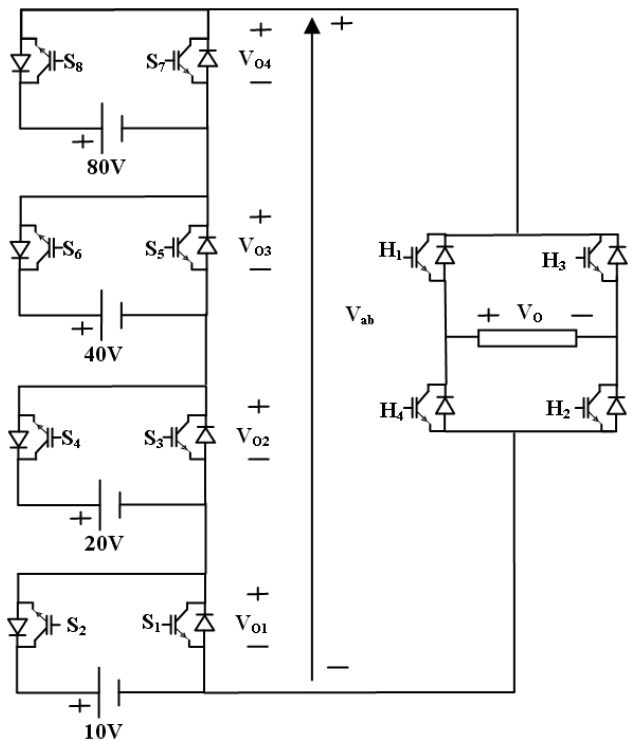 +
+
S8
S7
VO4
−
+
80V
+
S6
S5
VO3
−
H1
H3
+
Vab
+
VO
−
40V
+
S4
S3
VO2
H4
H2
−
+
20V
+
S2
S1
VO1
−
−
+
10V